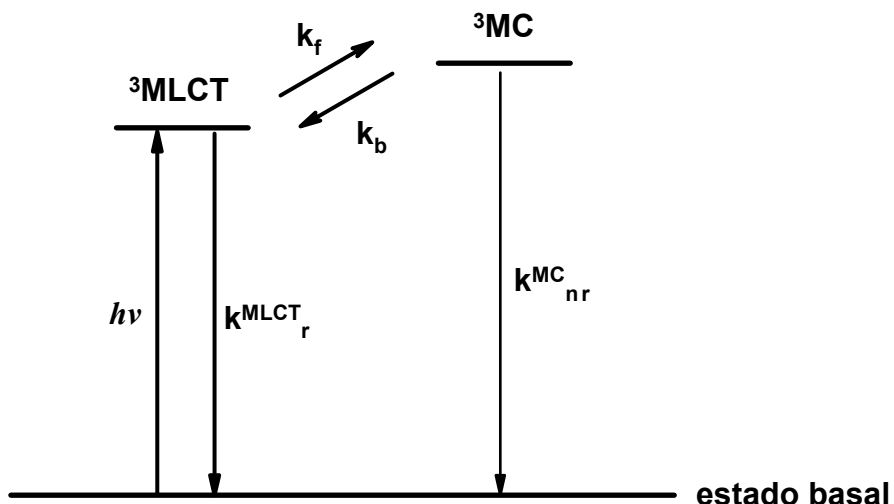 ³MC
k_f
³MLCT
k_b
k^MC_nr
hν
k^MLCT_r
estado basal